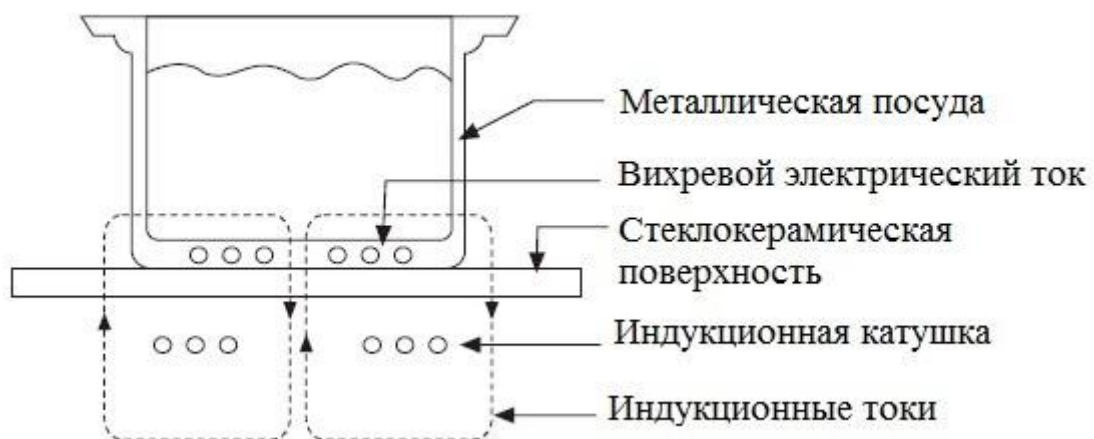 Металлическая посуда
Вихревой электрический ток
Стеклокерамическая
поверхность
Индукционная катушка
Индукционные токи